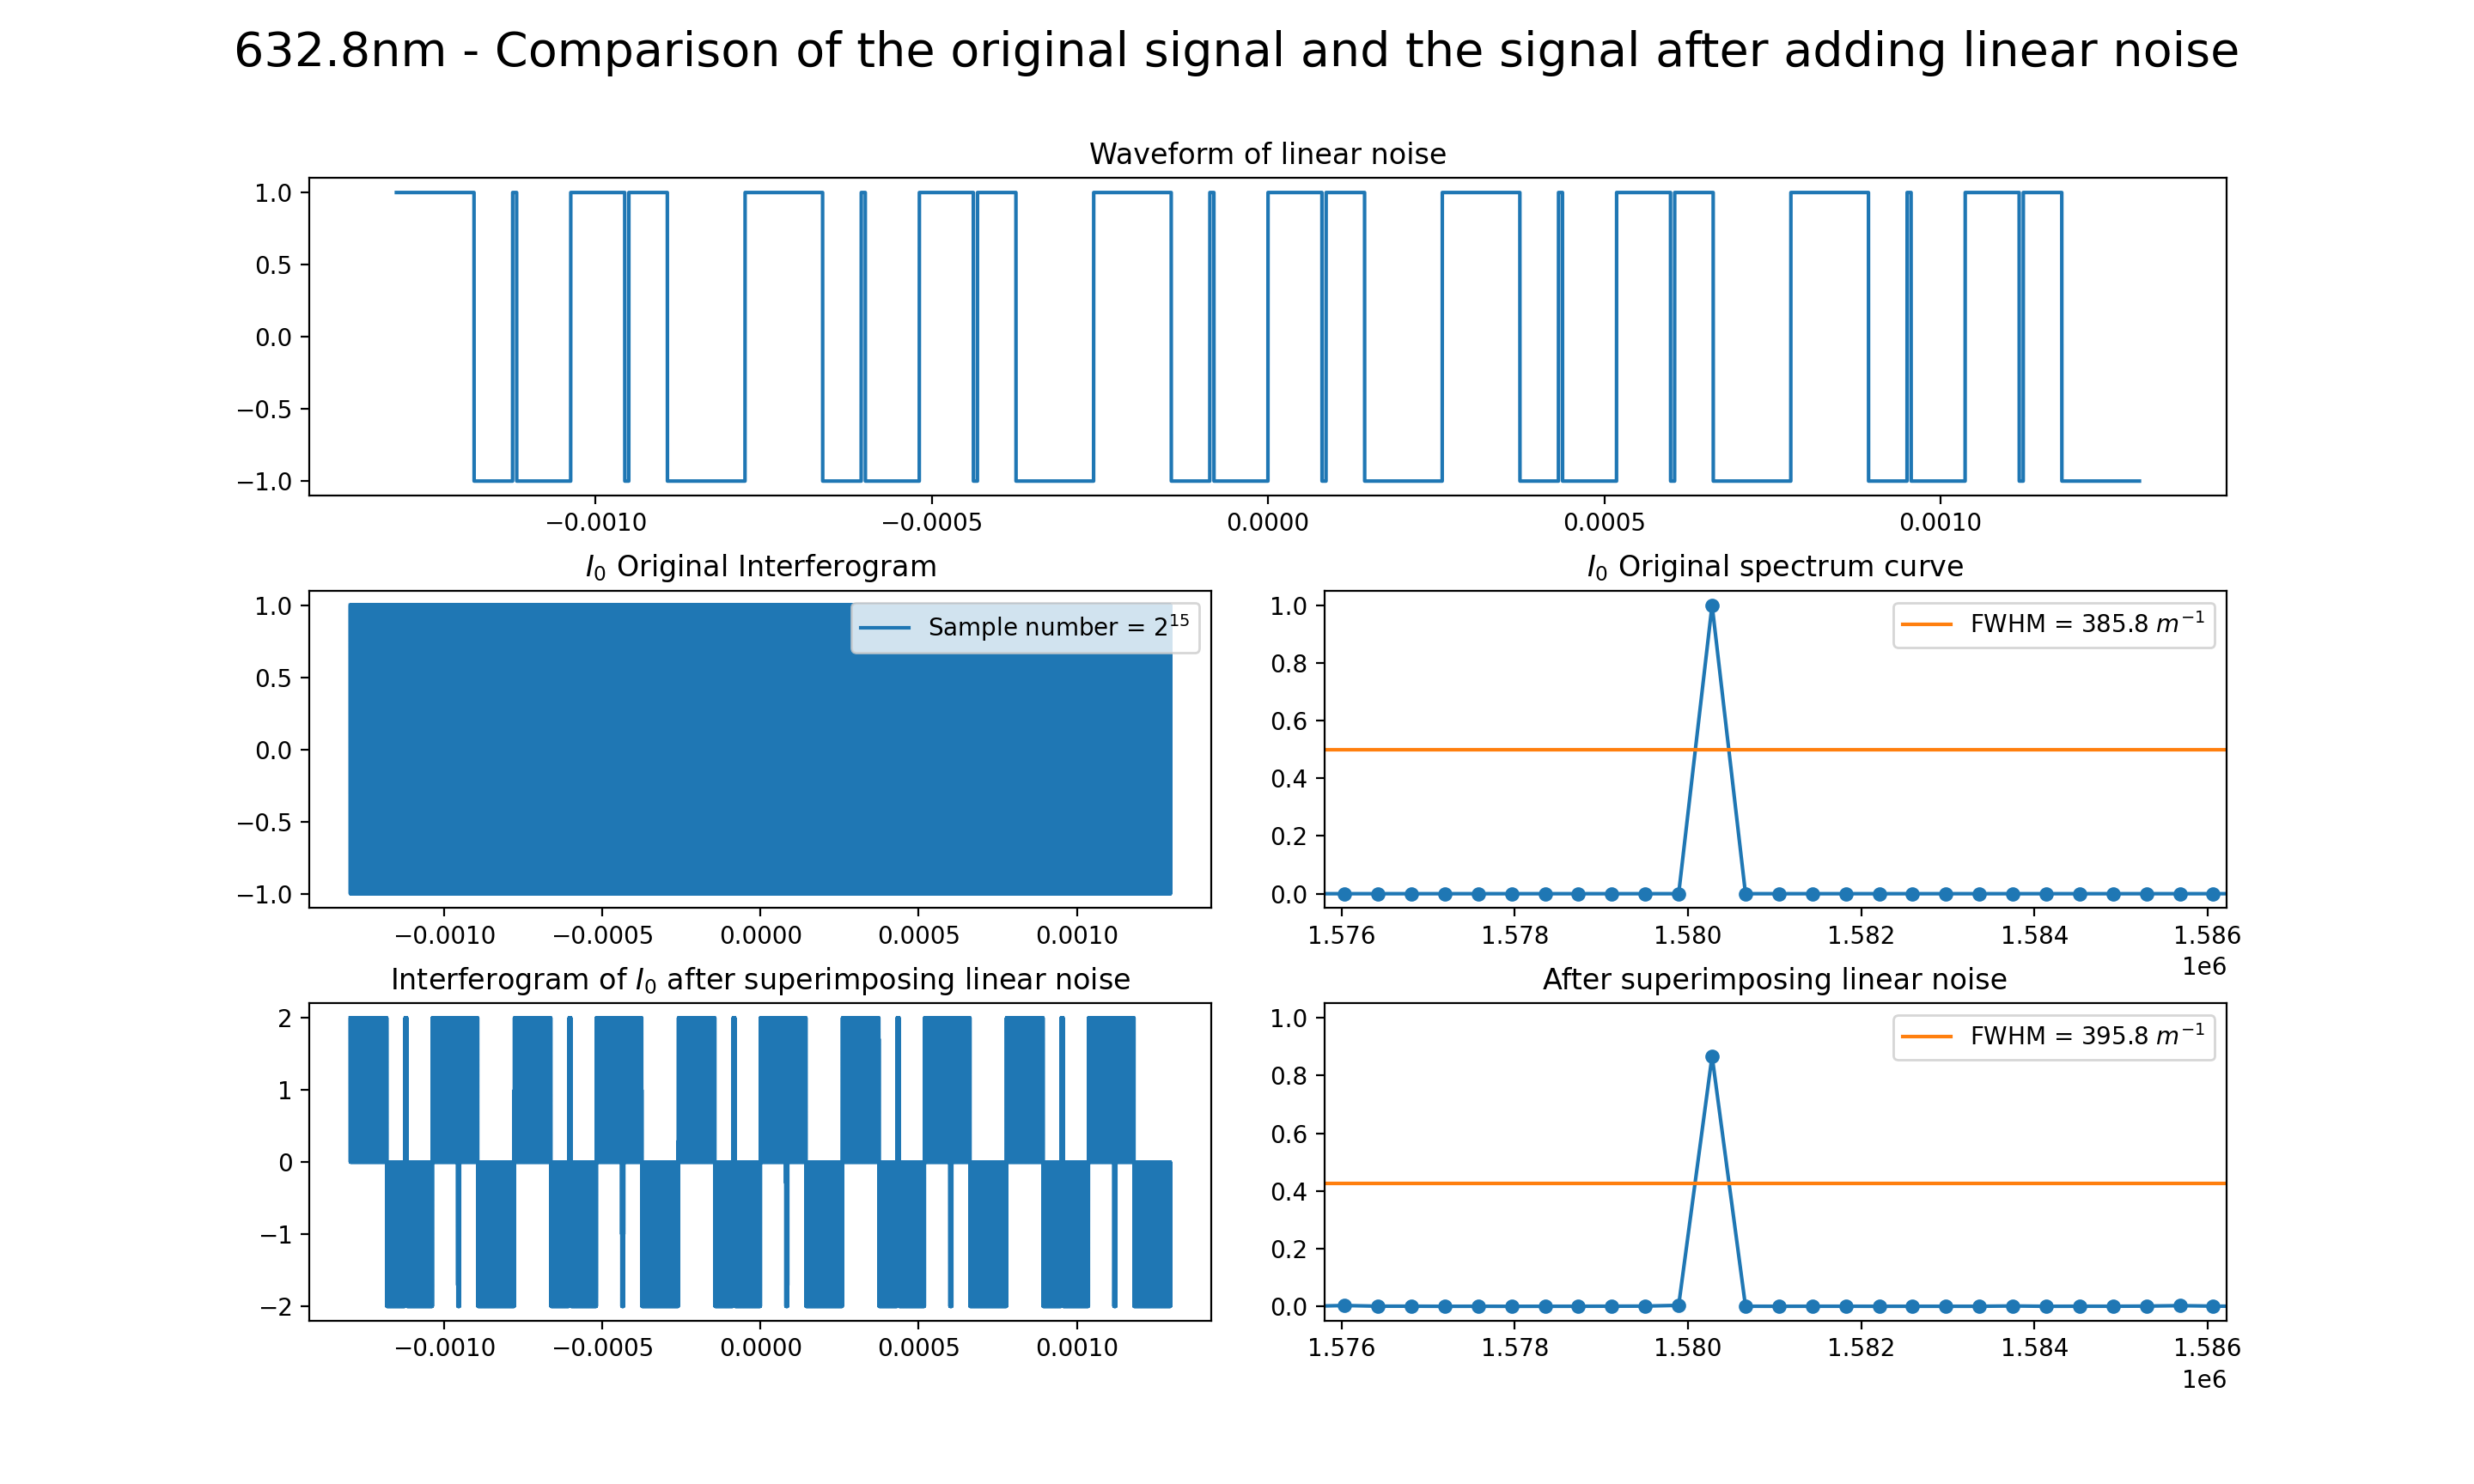 632.8nm - Comparison of the original signal and the signal after adding linear noise
Waveform of linear noise
1.0
0.5
0.0
−0.5
−1.0
−0.0010 −0.0005 0.0000 0.0005 0.0010
I₀ Original Interferogram
1.0
0.5
0.0
−0.5
−1.0
Sample number = 2¹⁵
−0.0010 −0.0005 0.0000 0.0005 0.0010
I₀ Original spectrum curve
1.0
0.8
0.6
0.4
0.2
0.0
FWHM = 385.8 m⁻¹
1.576 1.578 1.580 1.582 1.584 1.586
1e6
Interferogram of I₀ after superimposing linear noise
2
1
0
−1
−2
−0.0010 −0.0005 0.0000 0.0005 0.0010
After superimposing linear noise
1.0
0.8
0.6
0.4
0.2
0.0
FWHM = 395.8 m⁻¹
1.576 1.578 1.580 1.582 1.584 1.586
1e6